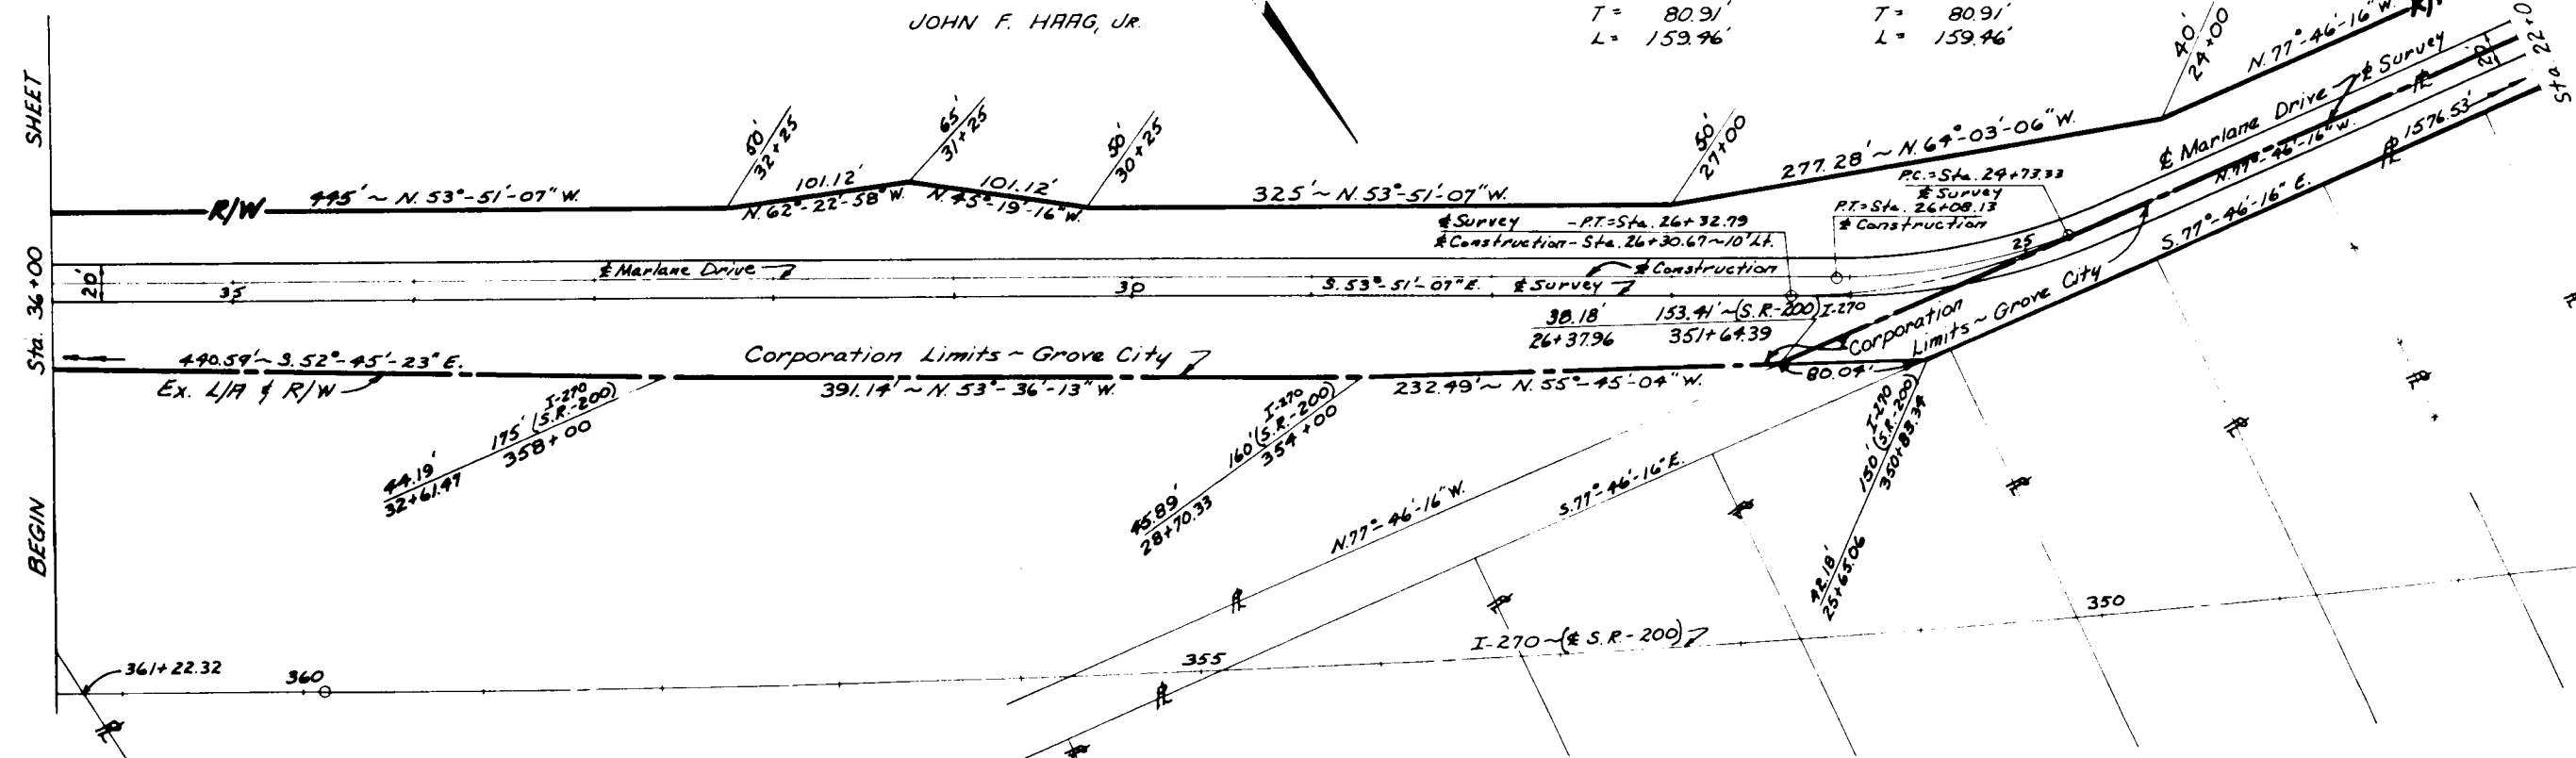 JOHN F. HAAG, JR.
T = 80.91'
L = 159.46'
T = 80.91'
L = 159.46'
SHEET
Sta. 36+00
BEGIN
R/W
445' ~ N. 53°-51'-07" W.
50'
32+25
101.12'
N. 62°-22'-58" W.
65'
31+25
101.12'
N. 45°-19'-16" W.
50'
30+25
325' ~ N. 53°-51'-07" W.
50'
27+00
277.28' ~ N. 64°-03'-06" W.
40'
24+00
N. 77°-46'-16" W.
℄ Survey
℄ Marlane Drive
20'
N. 77°-46'-16" W.
1576.53'
S. 77°-46'-16" E.
P.C. = Sta. 24+73.33
℄ Survey
P.T. = Sta. 26+08.13
℄ Construction
℄ Survey - P.T. = Sta. 26+32.79
℄ Construction - Sta. 26+30.67 ~ 10' Lt.
25
20'
℄ Marlane Drive
35
30
℄ Construction
S. 53°-51'-07" E.
℄ Survey
38.18'
26+37.96
153.41' ~ (S.R.-200) I-270
351+64.39
Corporation
Limits ~ Grove City
80.04'
440.59' ~ S. 52°-45'-23" E.
Ex. L/A & R/W
Corporation Limits ~ Grove City
391.14' ~ N. 53°-36'-13" W.
232.49' ~ N. 55°-45'-04" W.
I-270
175' (S.R.-200)
358+00
44.19'
32+61.47
I-270
160' (S.R.-200)
354+00
45.89'
28+70.33
I-270
150' (S.R.-200)
350+83.34
42.18'
25+65.06
N. 77°-46'-16" W.
S. 77°-46'-16" E.
361+22.32
360
355
I-270 ~ (℄ S.R.-200)
350